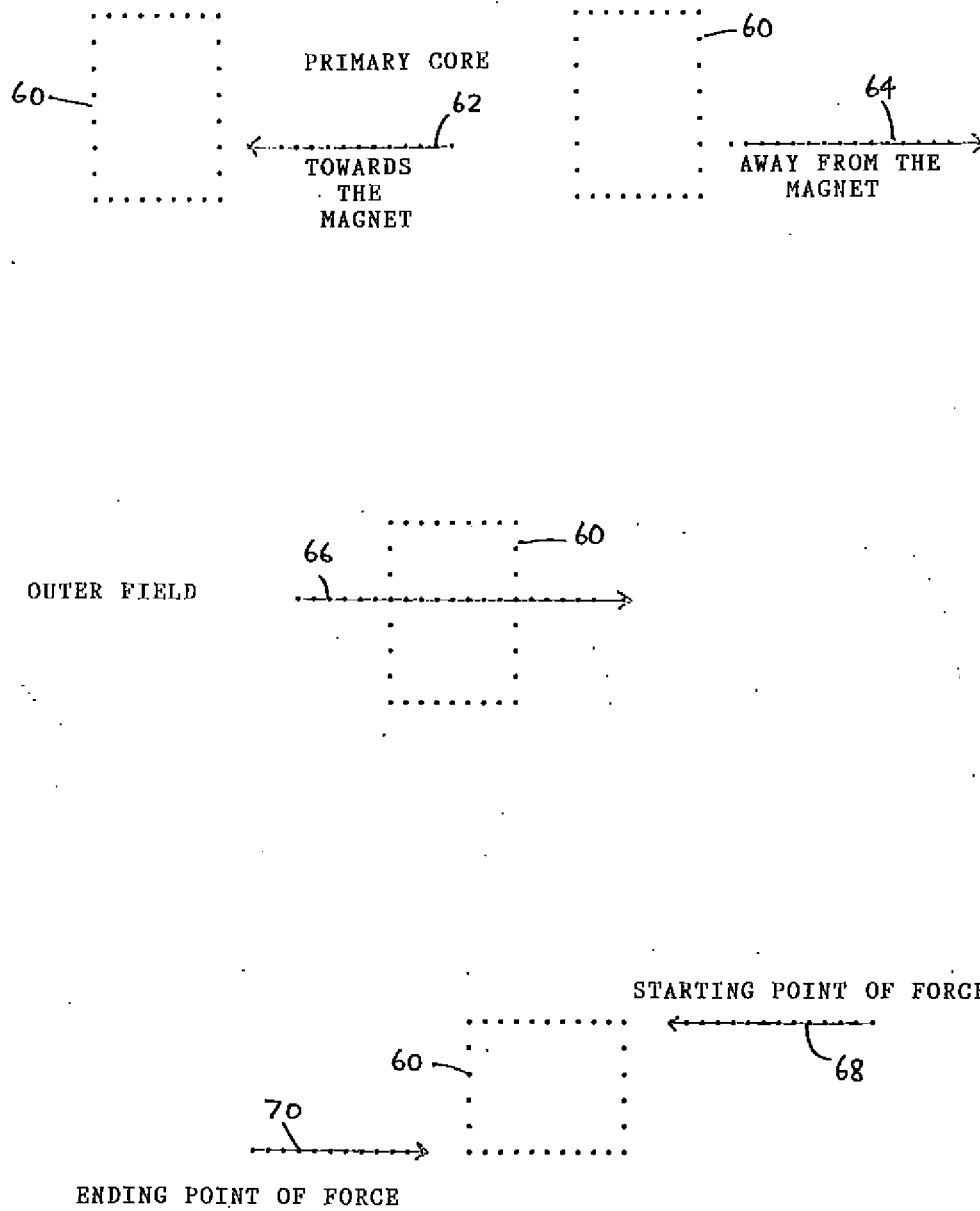 60
PRIMARY CORE
60
62
64
TOWARDS
THE
MAGNET
AWAY FROM THE
MAGNET
66
60
OUTER FIELD
STARTING POINT OF FORCE
60
68
70
ENDING POINT OF FORCE